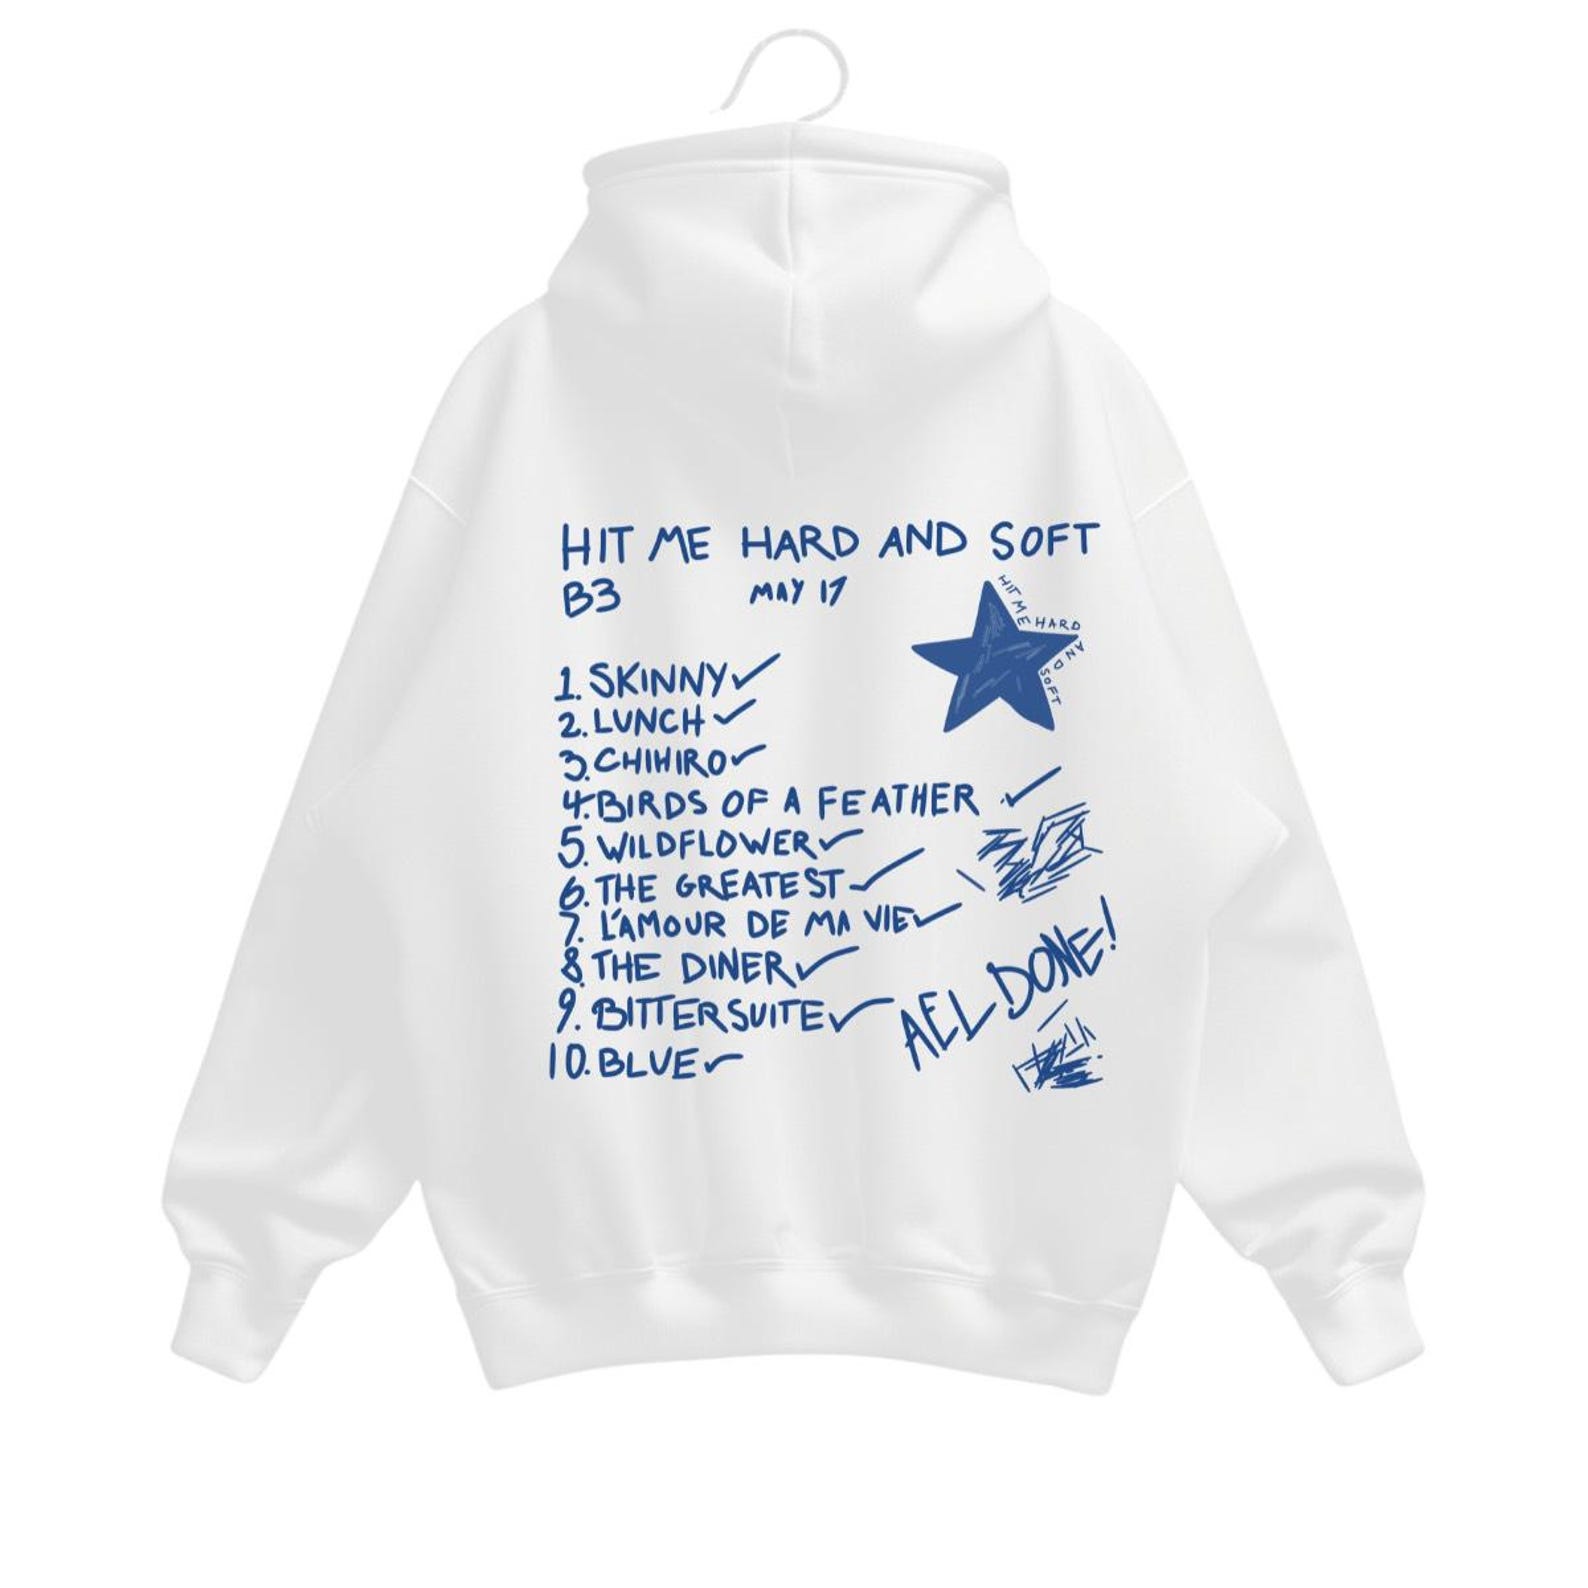 HIT ME HARD AND SOFT
B3 MAY 17
HIT ME HARD AND SOFT
1. SKINNY ✓
2. LUNCH ✓
3. CHIHIRO ✓
4. BIRDS OF A FEATHER ✓
5. WILDFLOWER ✓
6. THE GREATEST ✓
7. L'AMOUR DE MA VIE ✓
8. THE DINER ✓
9. BITTERSUITE ✓
10. BLUE ✓
AEL DONE!